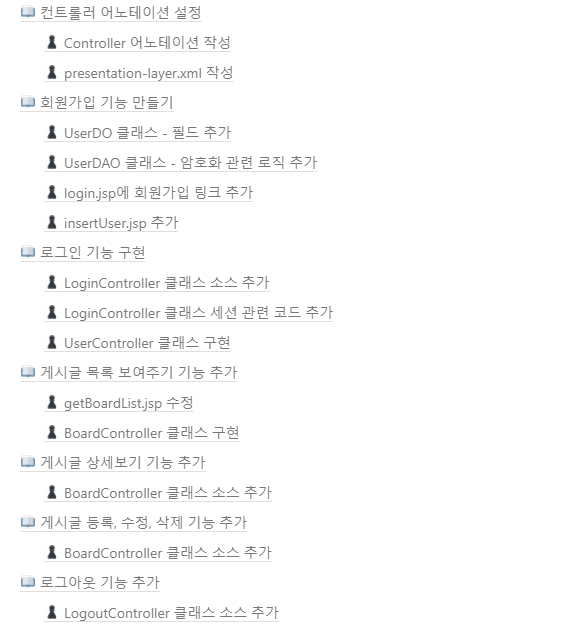 컨트롤러 어노테이션 설정
Controller 어노테이션 작성
presentation-layer.xml 작성
회원가입 기능 만들기
UserDO 클래스 - 필드 추가
UserDAO 클래스 - 암호화 관련 로직 추가
login.jsp에 회원가입 링크 추가
insertUser.jsp 추가
로그인 기능 구현
LoginController 클래스 소스 추가
LoginController 클래스 세션 관련 코드 추가
UserController 클래스 구현
게시글 목록 보여주기 기능 추가
getBoardList.jsp 수정
BoardController 클래스 구현
게시글 상세보기 기능 추가
BoardController 클래스 소스 추가
게시글 등록, 수정, 삭제 기능 추가
BoardController 클래스 소스 추가
로그아웃 기능 추가
LogoutController 클래스 소스 추가